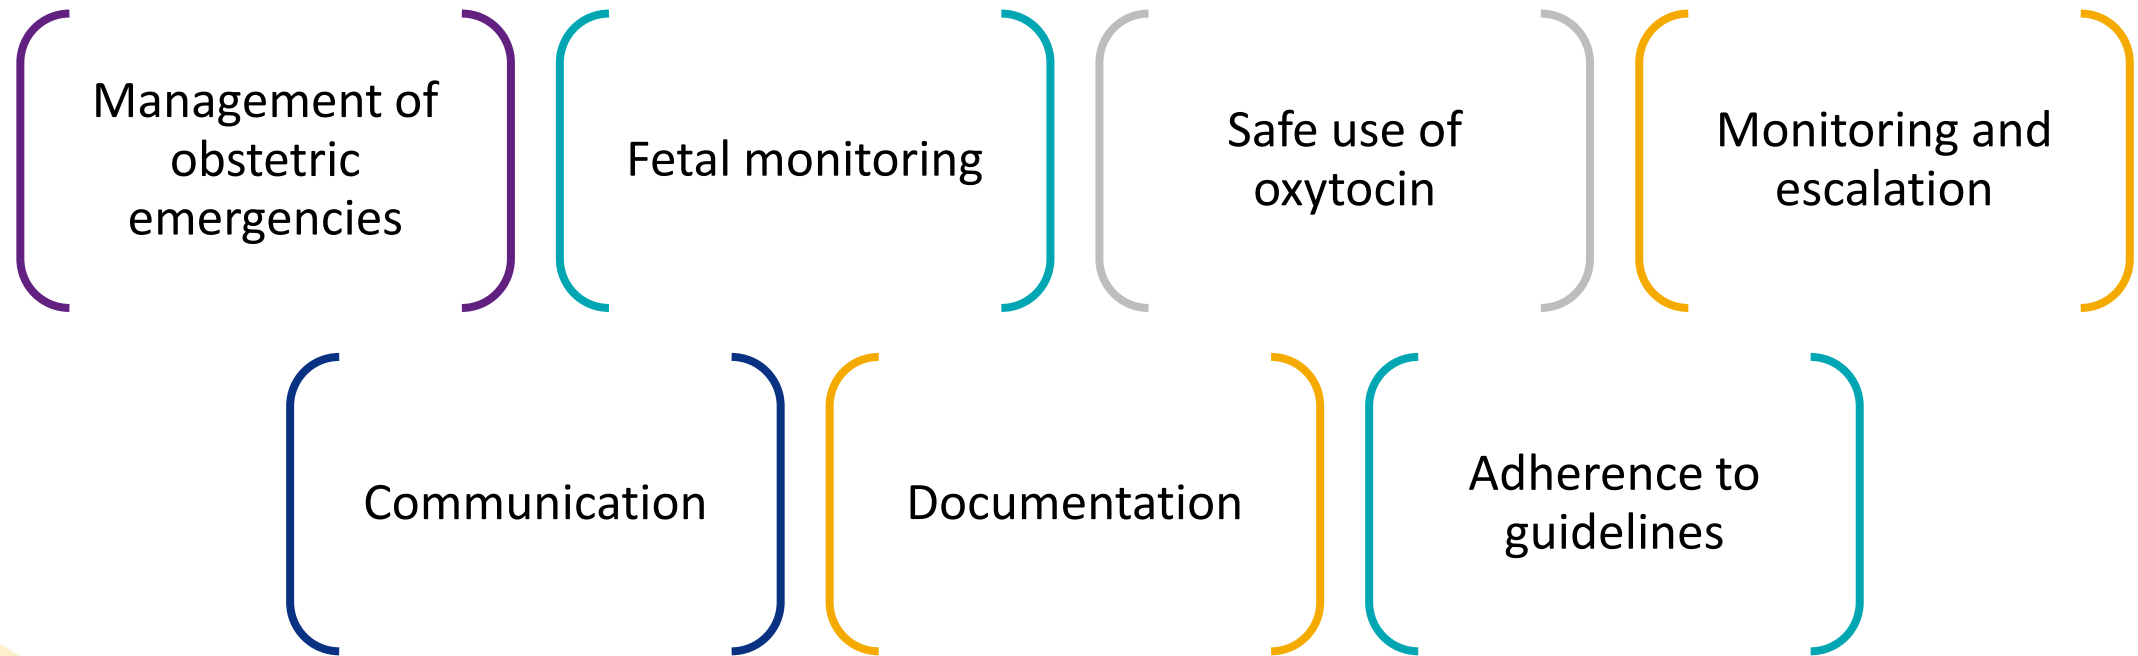 Management of
obstetric
emergencies
Fetal monitoring
Safe use of
oxytocin
Monitoring and
escalation
Communication
Documentation
Adherence to
guidelines